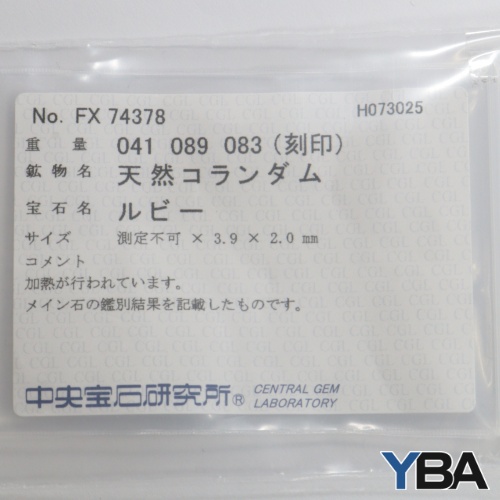 No. FX 74378 H073025
重 量 041 089 083 (刻印)
鉱物名 天然コランダム
宝石名 ルビー
サイズ 測定不可 × 3.9 × 2.0 mm
コメント
加熱が行われています。
メイン石の鑑別結果を記載したものです。
中央宝石研究所® CENTRAL GEM LABORATORY
YBA